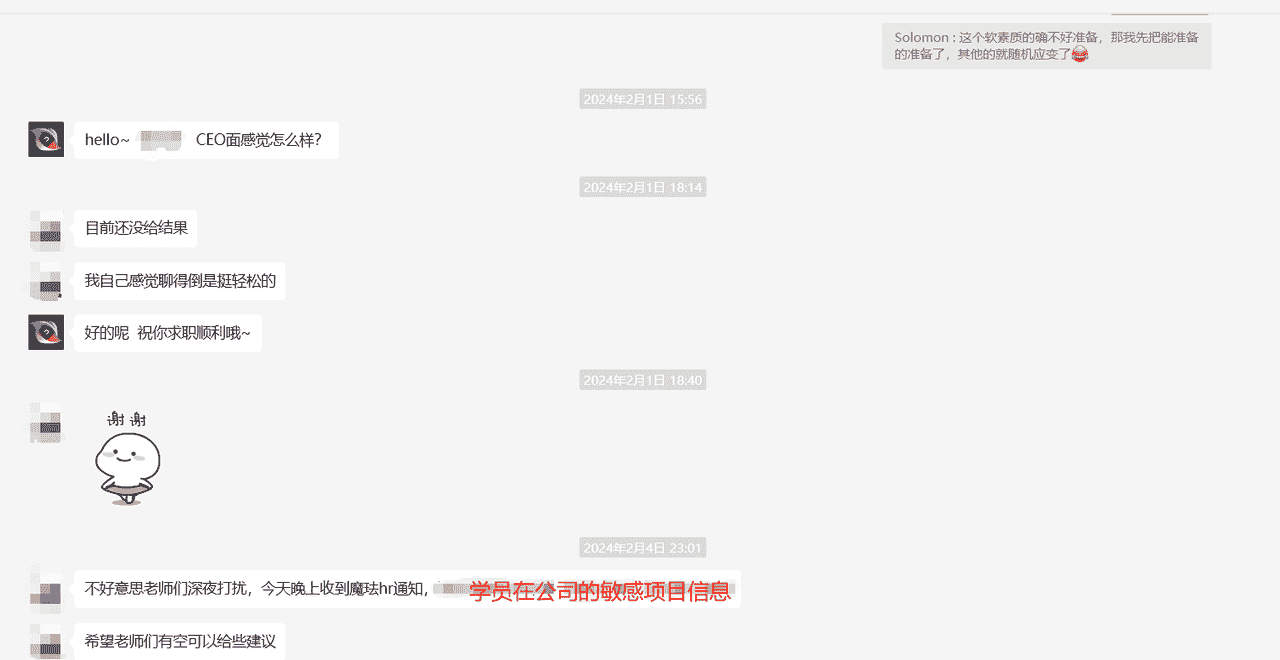 Solomon : 这个软素质的确不好准备，那我先把能准备
的准备了，其他的就随机应变了
2024年2月1日 15:56
hello~ CEO面感觉怎么样？
2024年2月1日 18:14
目前还没给结果
我自己感觉聊得倒是挺轻松的
好的呢 祝你求职顺利哦~
2024年2月1日 18:40
谢谢
2024年2月4日 23:01
不好意思老师们深夜打扰，今天晚上收到魔珐hr通知，
学员在公司的敏感项目信息
希望老师们有空可以给些建议